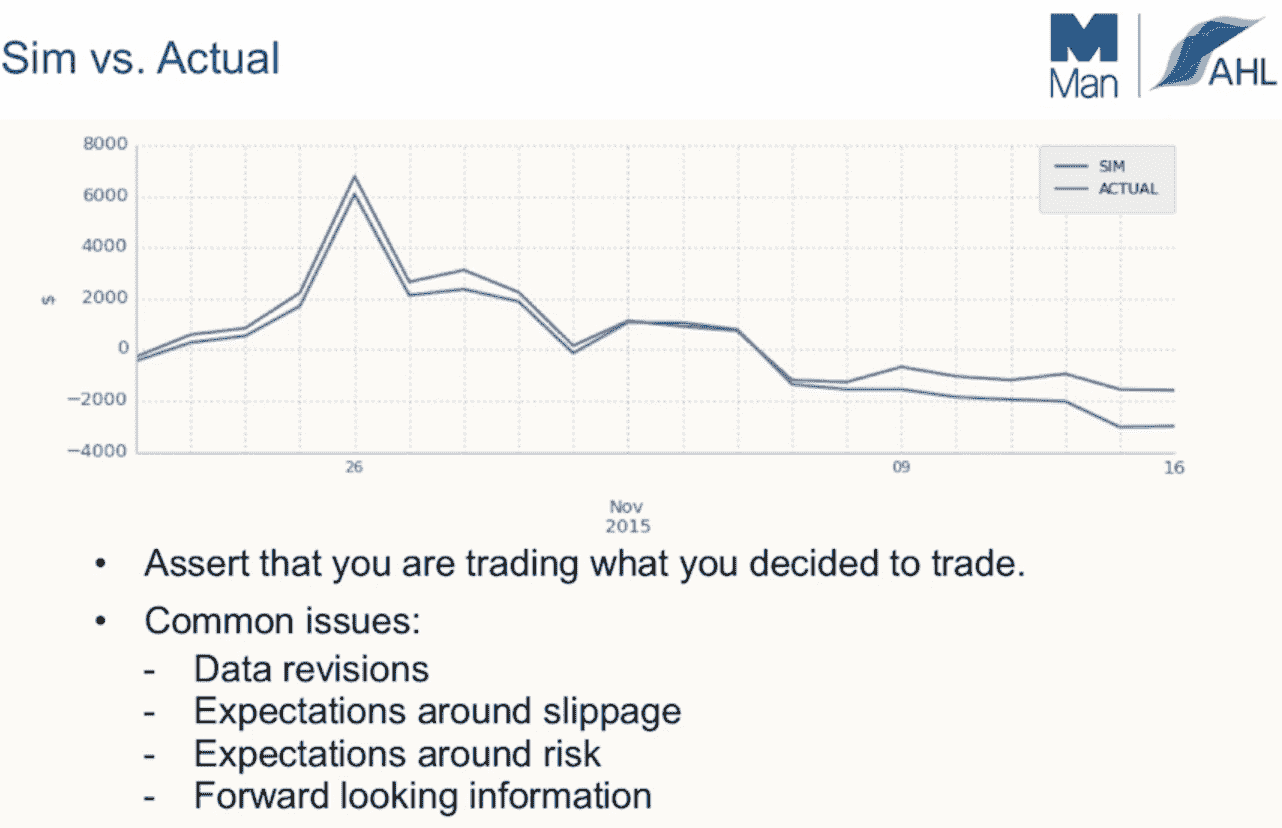 Sim vs. Actual
M
Man
AHL
8000
6000
4000
2000
0
−2000
−4000
$
SIM
ACTUAL
26
09
16
Nov
2015
• Assert that you are trading what you decided to trade.
• Common issues:
- Data revisions
- Expectations around slippage
- Expectations around risk
- Forward looking information